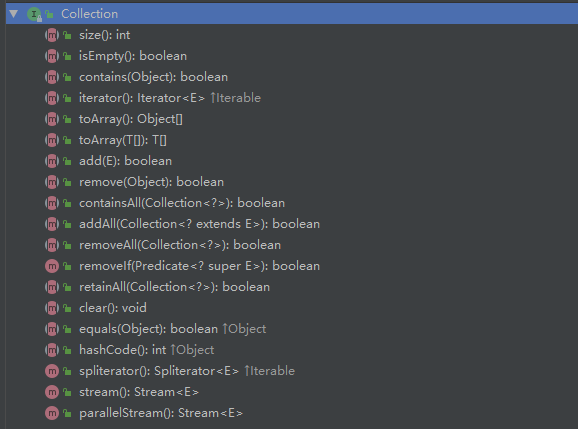 Collection
size(): int
isEmpty(): boolean
contains(Object): boolean
iterator(): Iterator<E> ↑Iterable
toArray(): Object[]
toArray(T[]): T[]
add(E): boolean
remove(Object): boolean
containsAll(Collection<?>): boolean
addAll(Collection<? extends E>): boolean
removeAll(Collection<?>): boolean
removeIf(Predicate<? super E>): boolean
retainAll(Collection<?>): boolean
clear(): void
equals(Object): boolean ↑Object
hashCode(): int ↑Object
spliterator(): Spliterator<E> ↑Iterable
stream(): Stream<E>
parallelStream(): Stream<E>